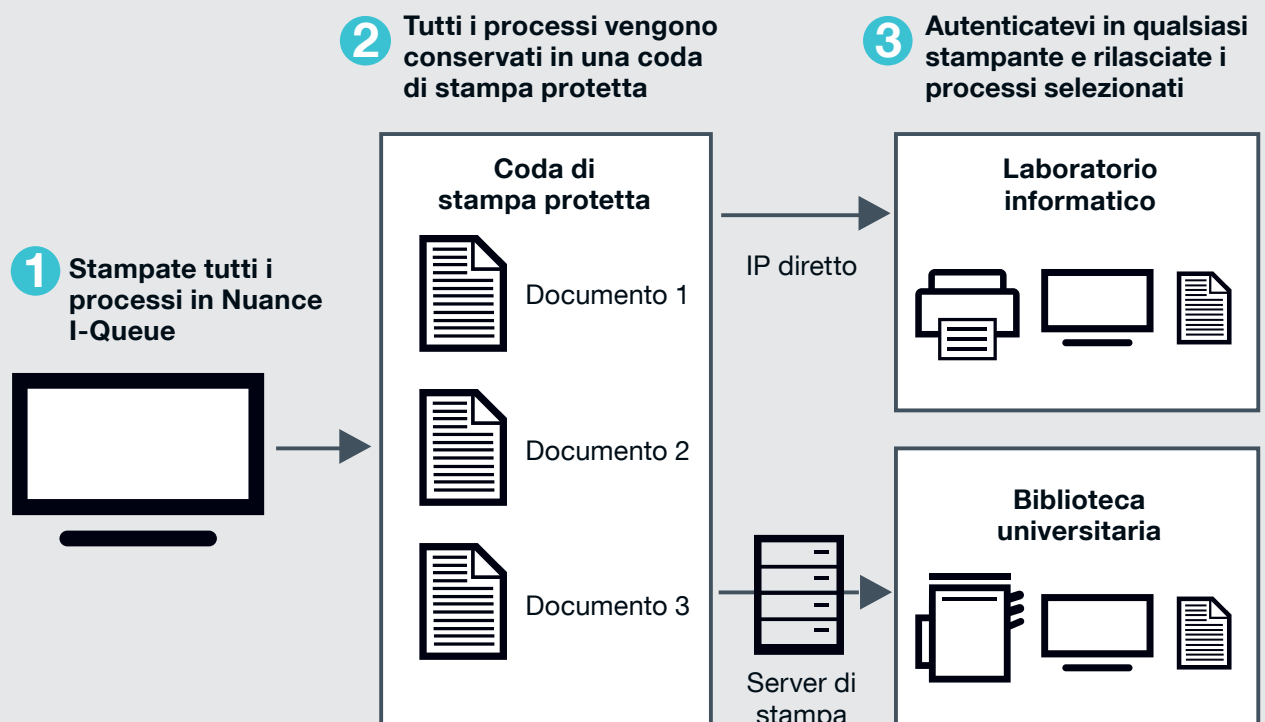 1 Stampate tutti i
processi in Nuance
I-Queue
2 Tutti i processi vengono
conservati in una coda
di stampa protetta
Coda di
stampa protetta
Documento 1
Documento 2
Documento 3
IP diretto
Server di
stampa
3 Autenticatevi in qualsiasi
stampante e rilasciate i
processi selezionati
Laboratorio
informatico
Biblioteca
universitaria